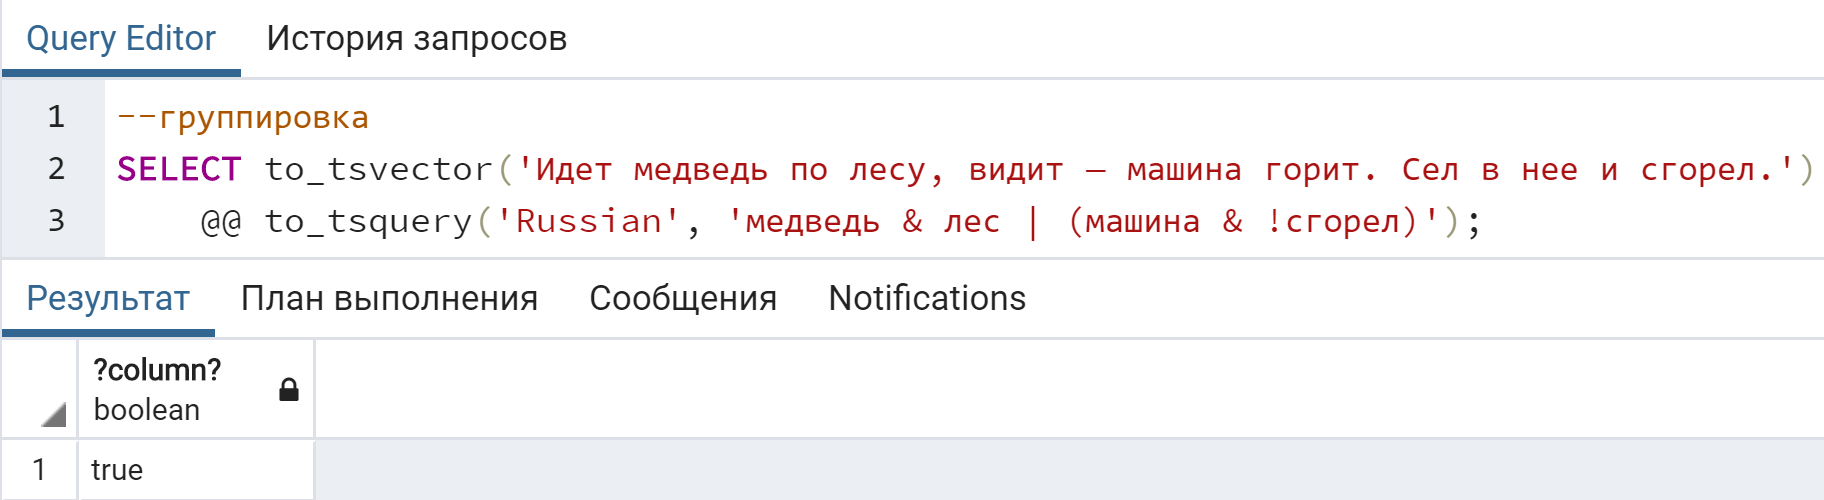 Query Editor История запросов
1 --группировка
2 SELECT to_tsvector('Идет медведь по лесу, видит – машина горит. Сел в нее и сгорел.')
3 @@ to_tsquery('Russian', 'медведь & лес | (машина & !сгорел)');
Результат План выполнения Сообщения Notifications
?column?
boolean
1 true